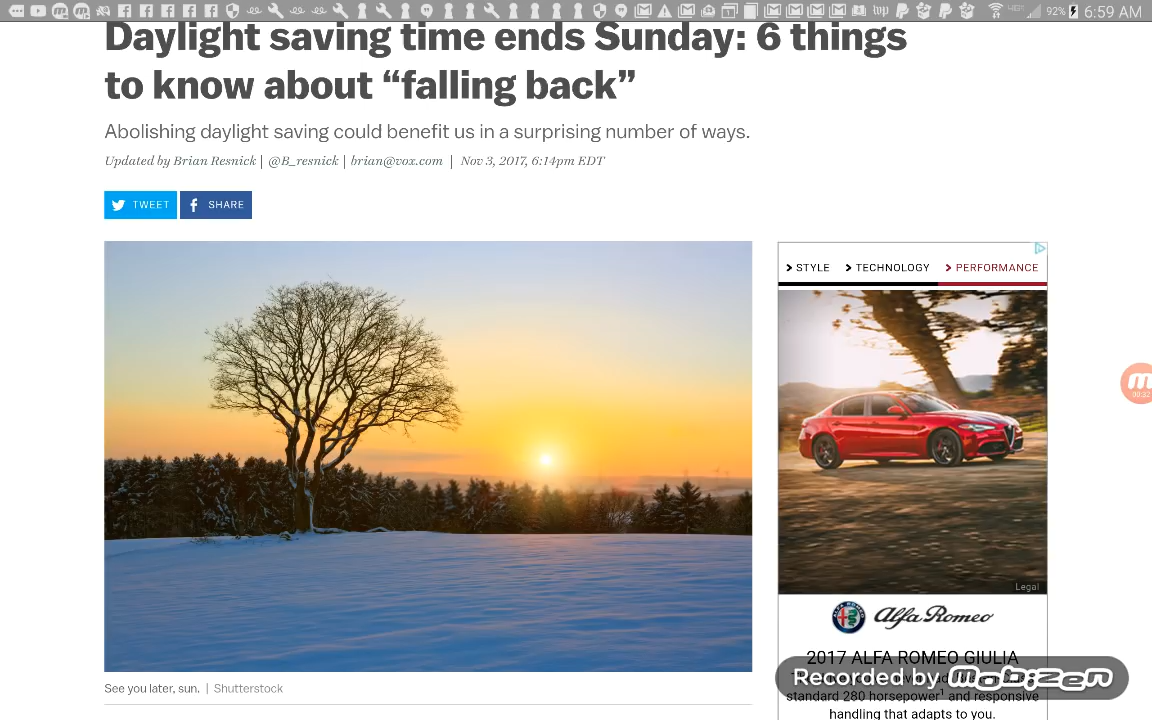 92% 6:59 AM
Daylight saving time ends Sunday: 6 things
to know about “falling back”
Abolishing daylight saving could benefit us in a surprising number of ways.
Updated by Brian Resnick | @B_resnick | brian@vox.com | Nov 3, 2017, 6:14pm EDT
TWEET
SHARE
STYLE
TECHNOLOGY
PERFORMANCE
Legal
Alfa Romeo
2017 ALFA ROMEO GIULIA
Recorded by Mobizen
standard 280 horsepower¹ and responsive
handling that adapts to you.
00:32
See you later, sun. | Shutterstock